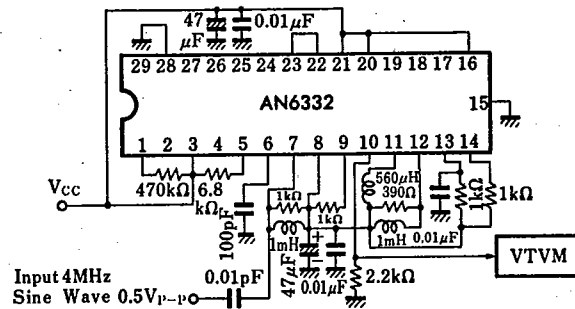 47 μF
0.01μF
29 28 27 26 25 24 23 22 21 20 19 18 17 16
AN6332
15
1 2 3 4 5 6 7 8 9 10 11 12 13 14
Vcc
470kΩ
6.8 kΩ
100pF
1kΩ
1kΩ
1mH
47μF
+
−
0.01μF
560μH
390Ω
1mH
0.01μF
1kΩ
1kΩ
2.2kΩ
VTVM
0.01pF
Input 4MHz
Sine Wave 0.5VP-P